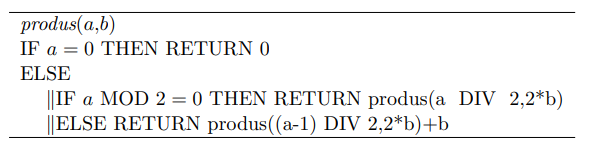 produs(a,b)
IF a = 0 THEN RETURN 0
ELSE
‖IF a MOD 2 = 0 THEN RETURN produs(a DIV 2,2*b)
‖ELSE RETURN produs((a-1) DIV 2,2*b)+b